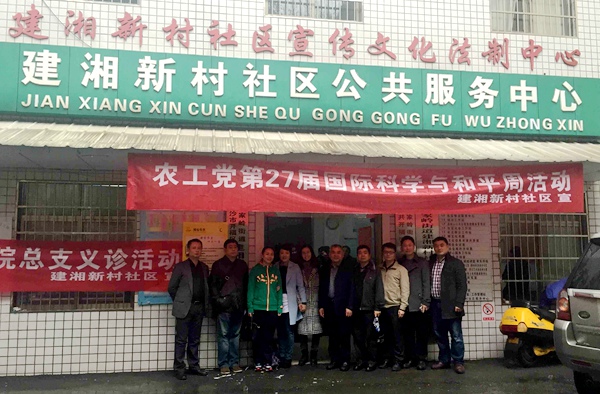 建湘新村社区宣传文化法制中心
建湘新村社区公共服务中心
JIAN XIANG XIN CUN SHE QU GONG GONG FU WU ZHONG XIN
农工党第27届国际科学与和平周活动
建湘新村社区 宣
院总支义诊活动
建湘新村社区 宣